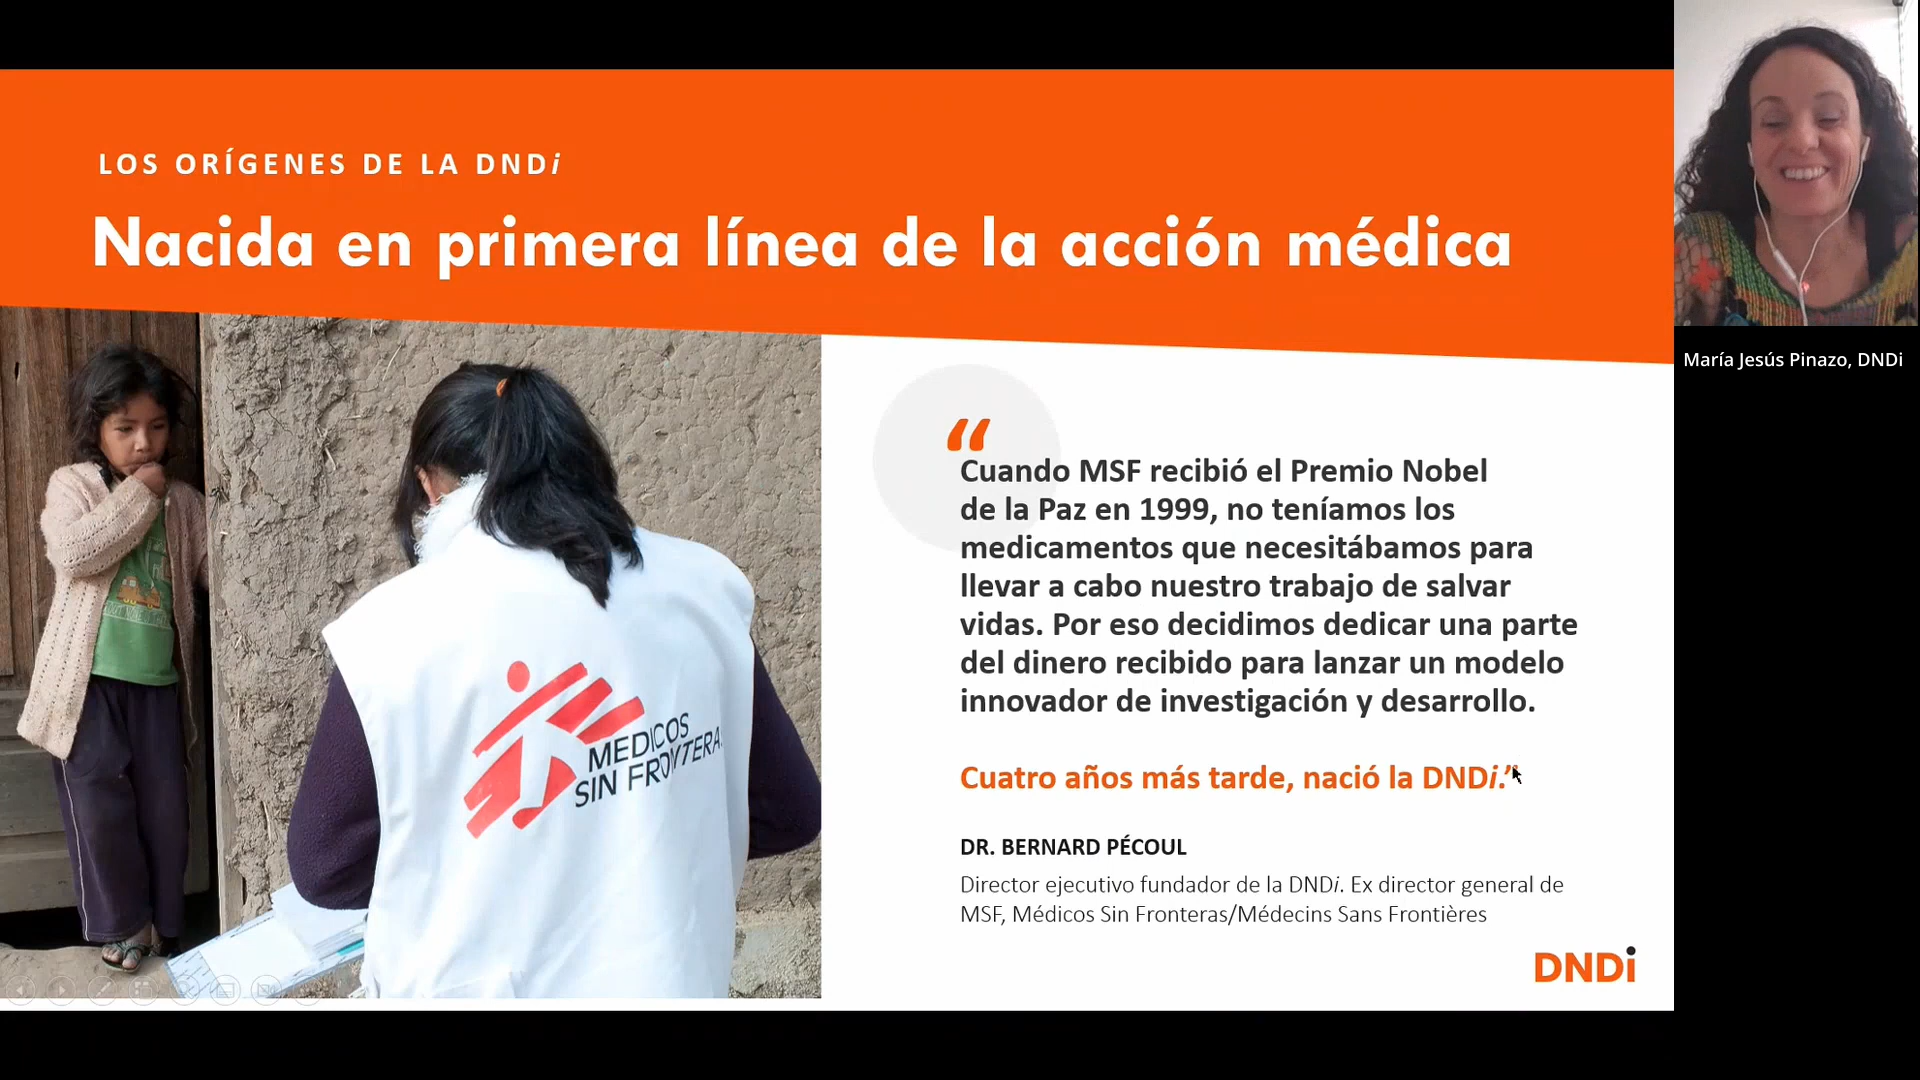 LOS ORÍGENES DE LA DNDi
Nacida en primera línea de la acción médica
“
Cuando MSF recibió el Premio Nobel
de la Paz en 1999, no teníamos los
medicamentos que necesitábamos para
llevar a cabo nuestro trabajo de salvar
vidas. Por eso decidimos dedicar una parte
del dinero recibido para lanzar un modelo
innovador de investigación y desarrollo.
Cuatro años más tarde, nació la DNDi.”
DR. BERNARD PÉCOUL
Director ejecutivo fundador de la DNDi. Ex director general de
MSF, Médicos Sin Fronteras/Médecins Sans Frontières
DNDi
MEDICOS
SIN FRONTERA
María Jesús Pinazo, DNDi